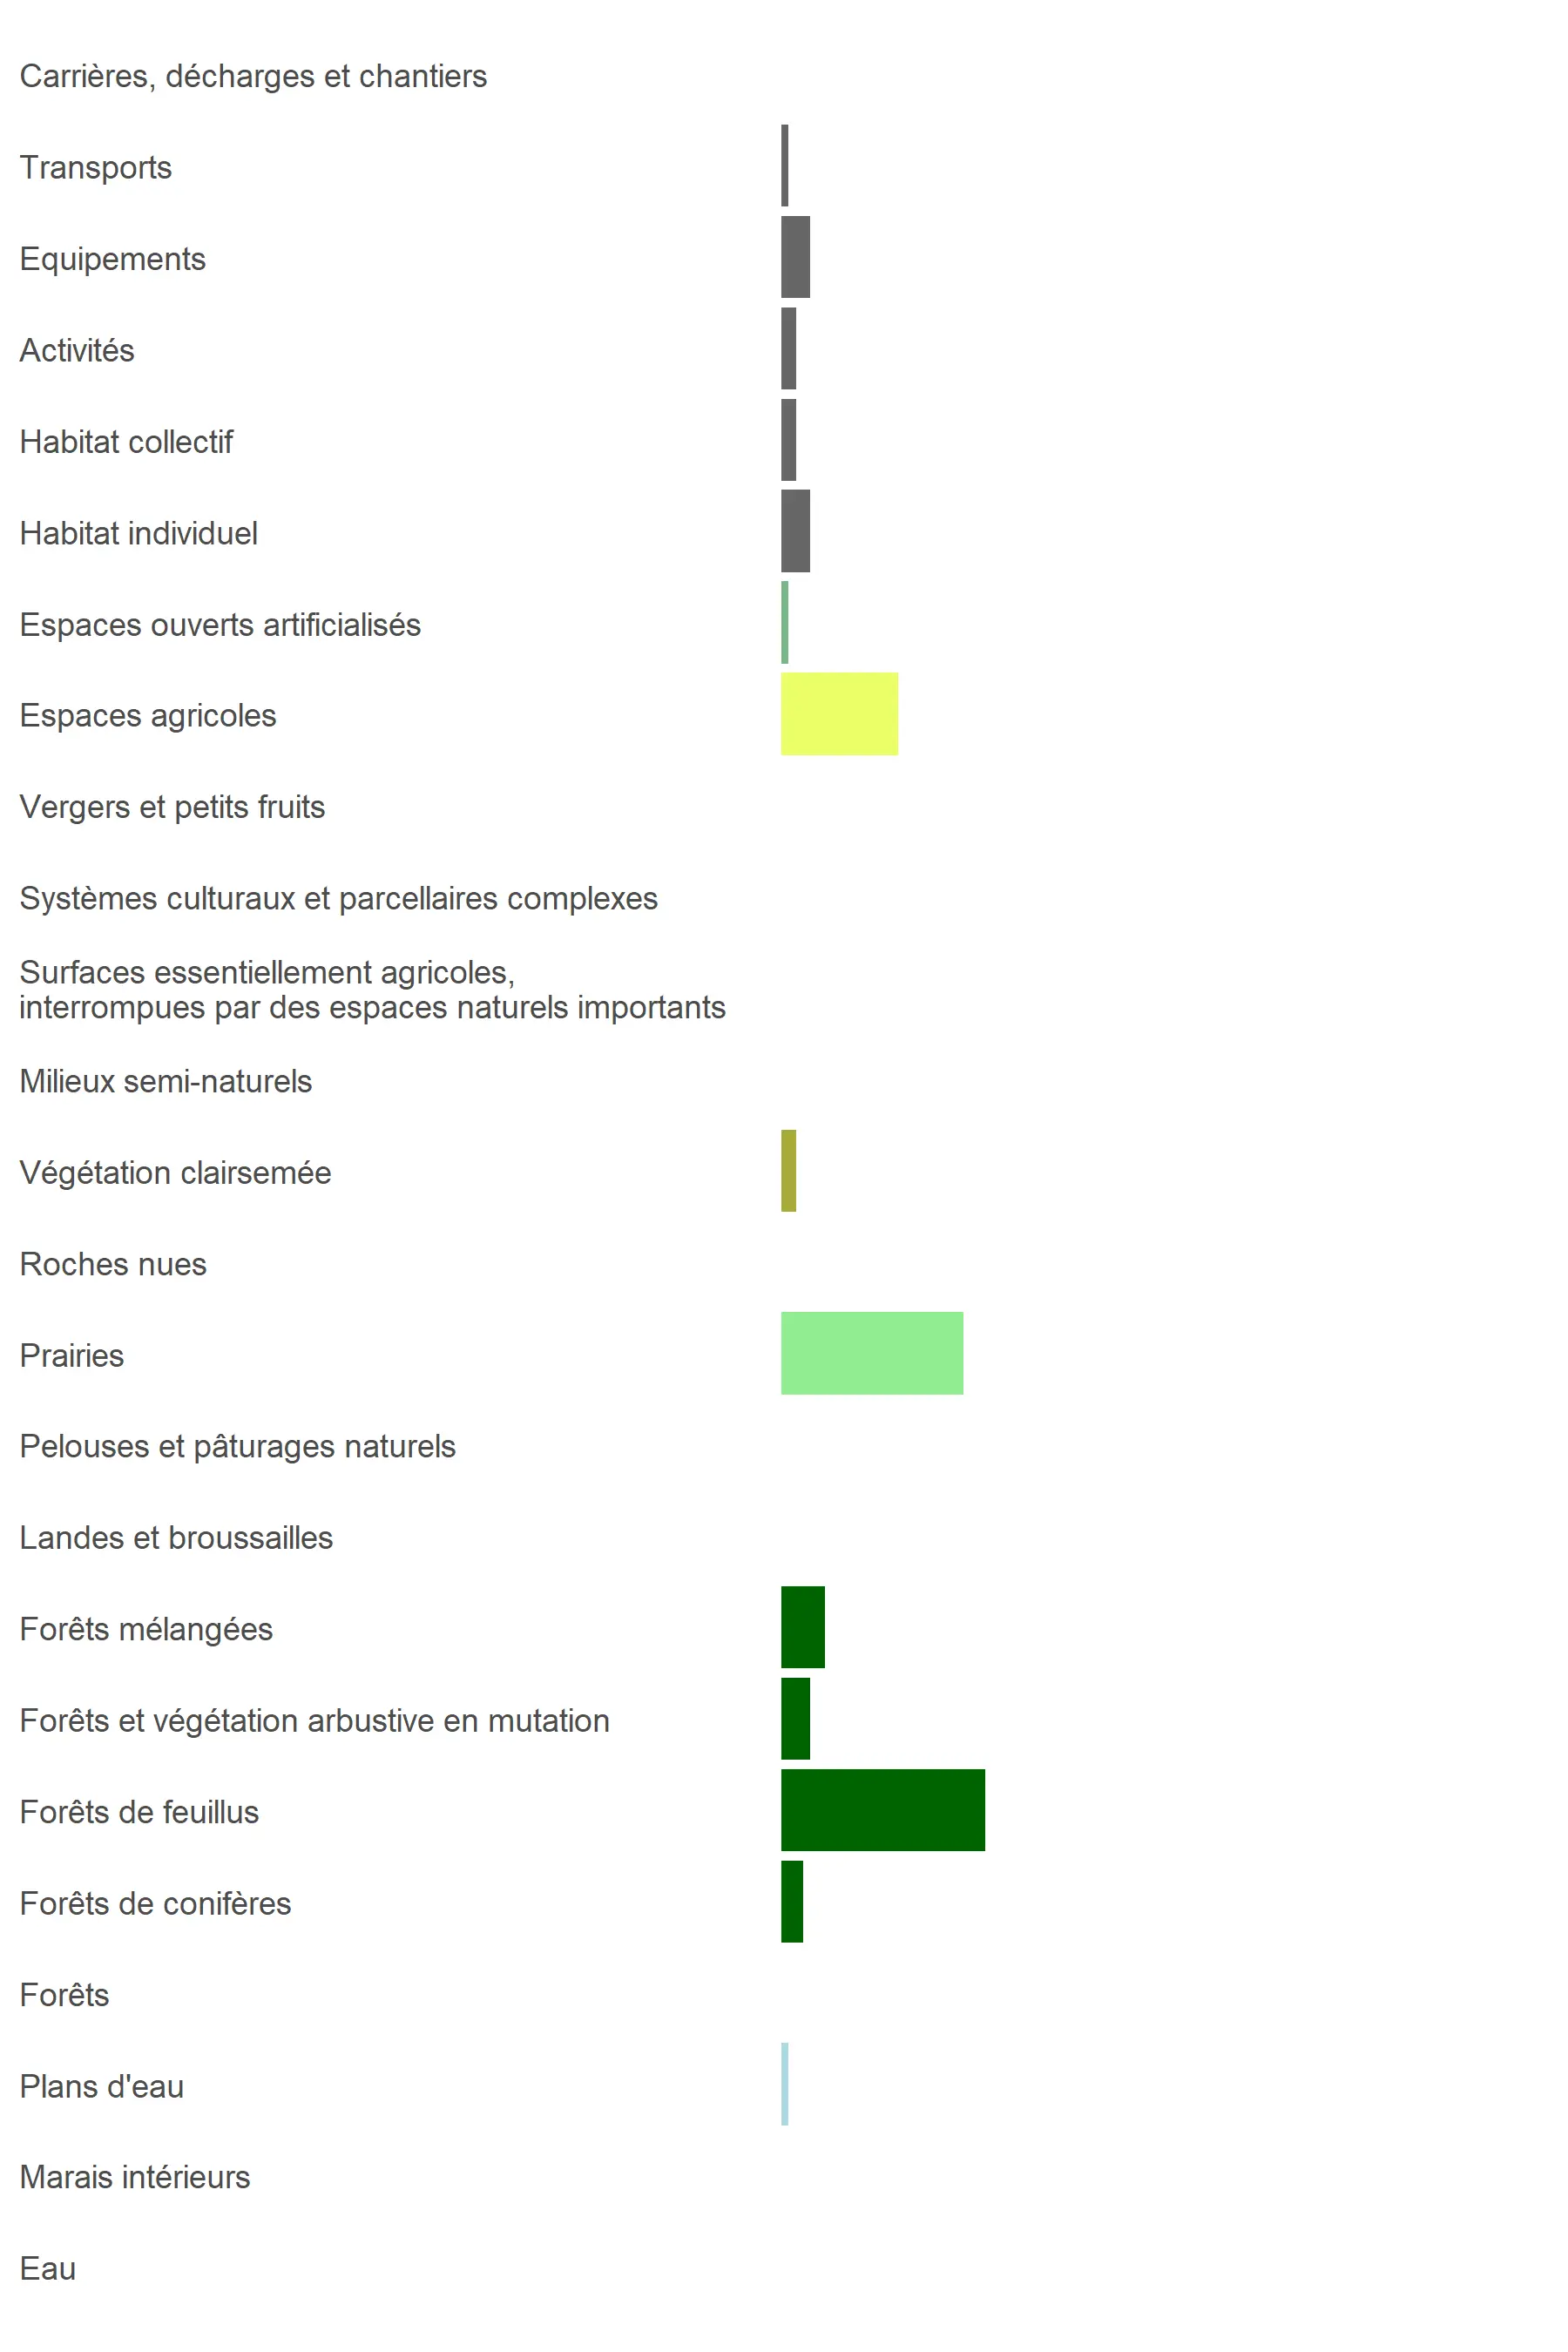 Carrières, décharges et chantiers
Transports
Equipements
Activités
Habitat collectif
Habitat individuel
Espaces ouverts artificialisés
Espaces agricoles
Vergers et petits fruits
Systèmes culturaux et parcellaires complexes
Surfaces essentiellement agricoles,
interrompues par des espaces naturels importants
Milieux semi-naturels
Végétation clairsemée
Roches nues
Prairies
Pelouses et pâturages naturels
Landes et broussailles
Forêts mélangées
Forêts et végétation arbustive en mutation
Forêts de feuillus
Forêts de conifères
Forêts
Plans d'eau
Marais intérieurs
Eau